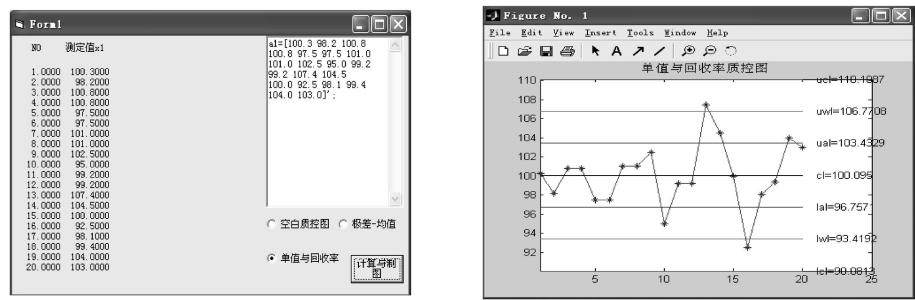 Form1
NO 测定值x1
1.0000 100.3000
2.0000 98.2000
3.0000 100.8000
4.0000 100.8000
5.0000 97.5000
6.0000 97.5000
7.0000 101.0000
8.0000 101.0000
9.0000 102.5000
10.0000 95.0000
11.0000 99.2000
12.0000 99.2000
13.0000 107.4000
14.0000 104.5000
15.0000 100.0000
16.0000 92.5000
17.0000 98.1000
18.0000 99.4000
19.0000 104.0000
20.0000 103.0000
a1=[100.3 98.2 100.8
100.8 97.5 97.5 101.0
101.0 102.5 95.0 99.2
99.2 107.4 104.5
100.0 92.5 98.1 99.4
104.0 103.0]';
空白质控图 极差-均值
单值与回收率
计算与制
图
Figure No. 1
File Edit View Insert Tools Window Help
A
单值与回收率质控图
110
108
106
104
102
100
98
96
94
92
5 10 15 20 25
ucl=110.1087
uwl=106.7708
ual=103.4329
cl=100.095
lal=96.7571
lwl=93.4192
lcl=90.0813